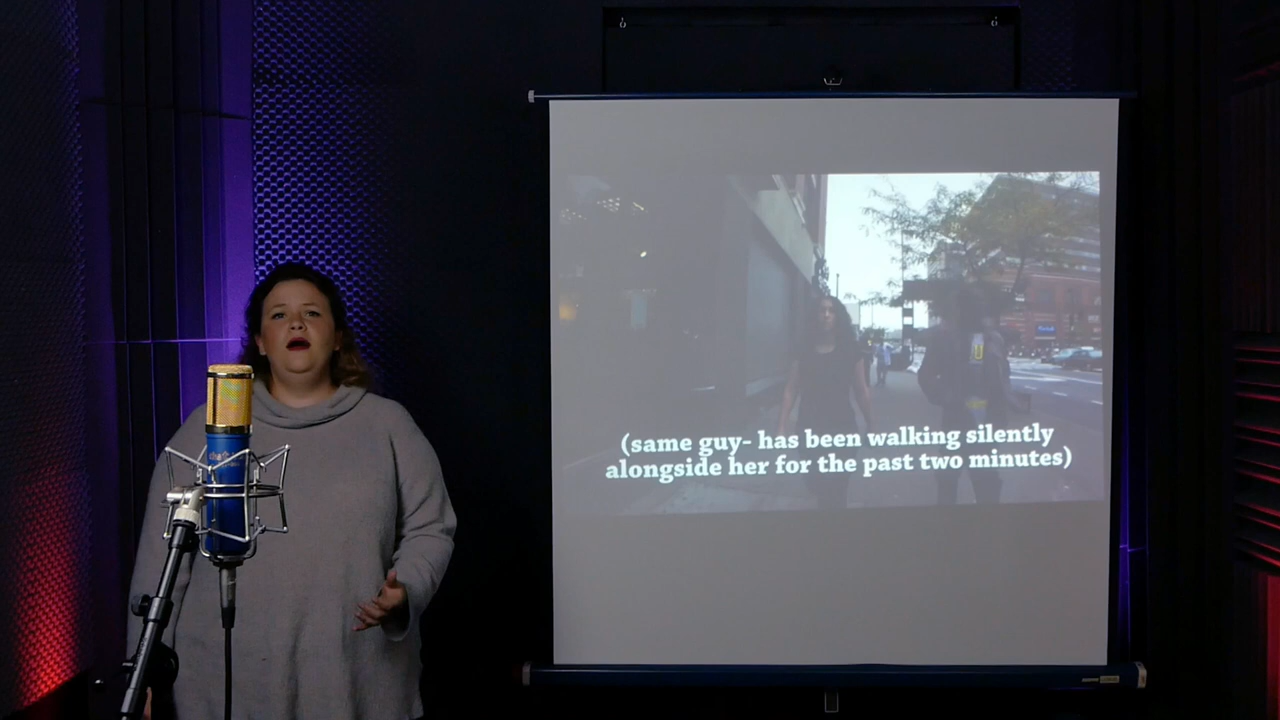 (same guy- has been walking silently
alongside her for the past two minutes)